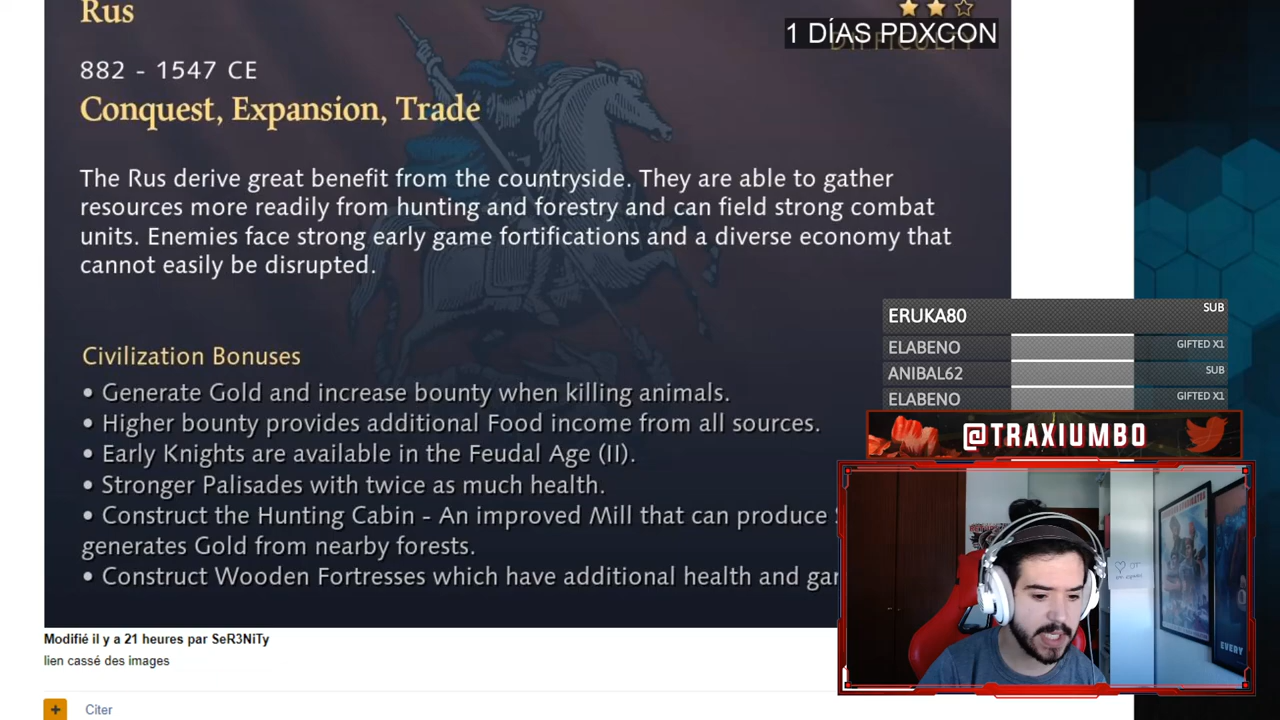 Rus
1 DÍAS PDXCON
882 - 1547 CE
Conquest, Expansion, Trade
The Rus derive great benefit from the countryside. They are able to gather
resources more readily from hunting and forestry and can field strong combat
units. Enemies face strong early game fortifications and a diverse economy that
cannot easily be disrupted.
Civilization Bonuses
• Generate Gold and increase bounty when killing animals.
• Higher bounty provides additional Food income from all sources.
• Early Knights are available in the Feudal Age (II).
• Stronger Palisades with twice as much health.
• Construct the Hunting Cabin - An improved Mill that can produce
generates Gold from nearby forests.
• Construct Wooden Fortresses which have additional health and
Modifié il y a 21 heures par SeR3NiTy
lien cassé des images
+ Citer
ERUKA80 SUB
ELABENO GIFTED X1
ANIBAL62 SUB
ELABENO GIFTED X1
@TRAXIUMBO
EVERY